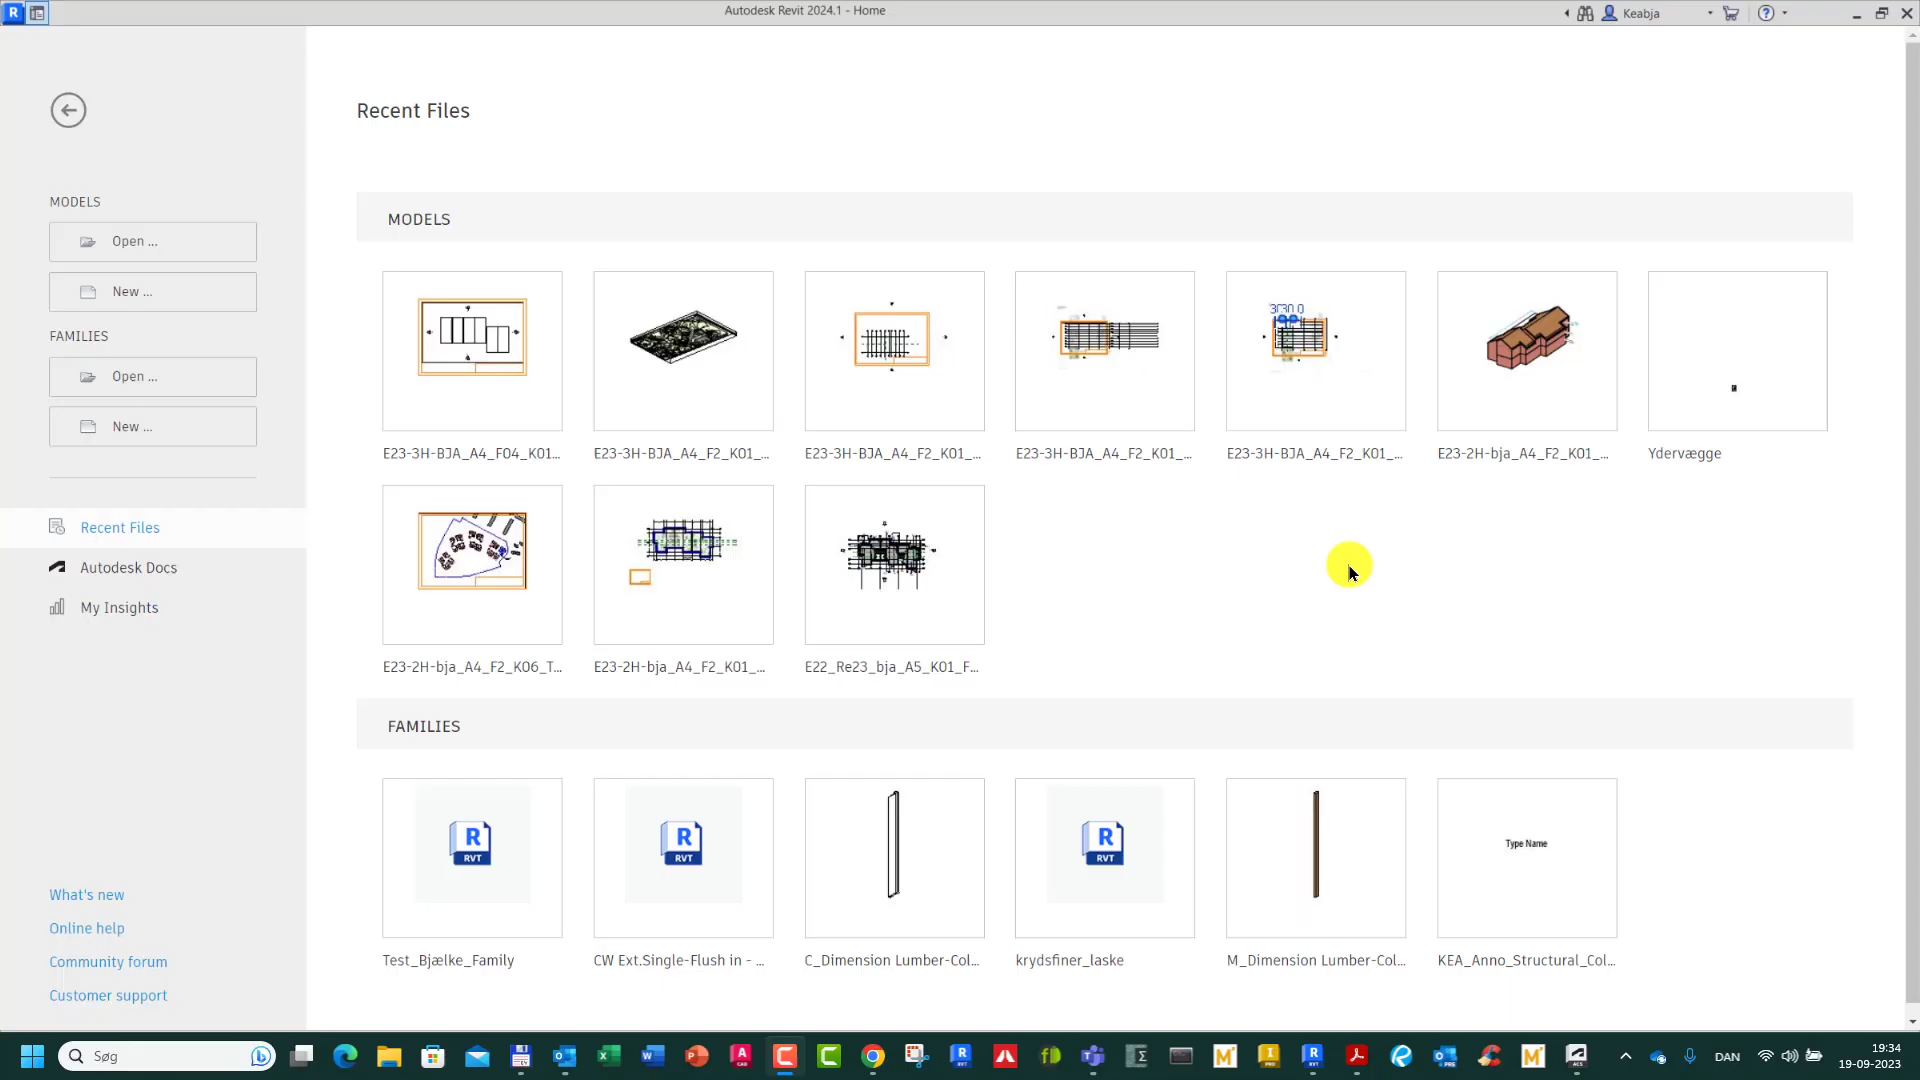 Autodesk Revit 2024.1 - Home
Keabja
Recent Files
MODELS
Open ...
New ...
FAMILIES
Open ...
New ...
Recent Files
Autodesk Docs
My Insights
What's new
Online help
Community forum
Customer support
MODELS
E23-3H-BJA_A4_F04_K01...
E23-3H-BJA_A4_F2_K01_...
E23-3H-BJA_A4_F2_K01_...
E23-3H-BJA_A4_F2_K01_...
E23-3H-BJA_A4_F2_K01_...
E23-2H-bja_A4_F2_K01_...
Ydervægge
E23-2H-bja_A4_F2_K06_T...
E23-2H-bja_A4_F2_K01_...
E22_Re23_bja_A5_K01_F...
FAMILIES
R
RVT
R
RVT
R
RVT
Type Name
Test_Bjælke_Family
CW Ext.Single-Flush in - ...
C_Dimension Lumber-Col...
krydsfiner_laske
M_Dimension Lumber-Col...
KEA_Anno_Structural_Col...
Søg
DAN
19:34
19-09-2023